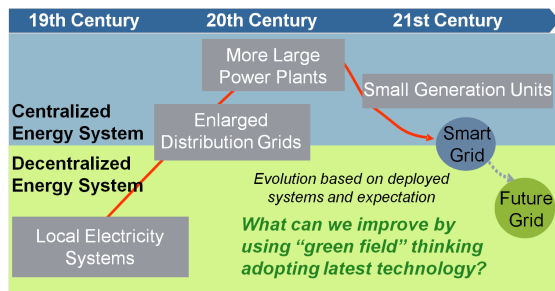 19th Century
20th Century
21st Century
More Large
Power Plants
Small Generation Units
Centralized
Energy System
Enlarged
Distribution Grids
Smart
Grid
Decentralized
Energy System
Evolution based on deployed
systems and expectation
Future
Grid
Local Electricity
Systems
What can we improve by
using “green field” thinking
adopting latest technology?